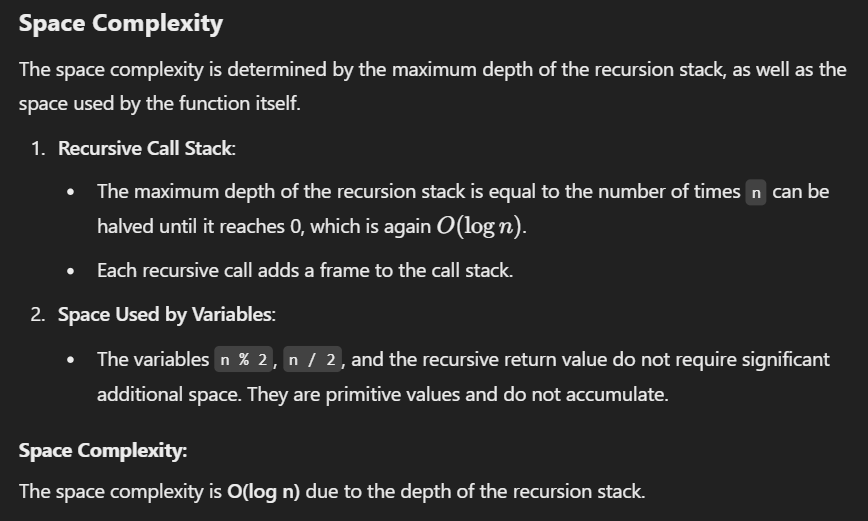 Space Complexity
The space complexity is determined by the maximum depth of the recursion stack, as well as the
space used by the function itself.
1. Recursive Call Stack:
• The maximum depth of the recursion stack is equal to the number of times n can be
halved until it reaches 0, which is again O(log n).
• Each recursive call adds a frame to the call stack.
2. Space Used by Variables:
• The variables n % 2, n / 2, and the recursive return value do not require significant
additional space. They are primitive values and do not accumulate.
Space Complexity:
The space complexity is O(log n) due to the depth of the recursion stack.